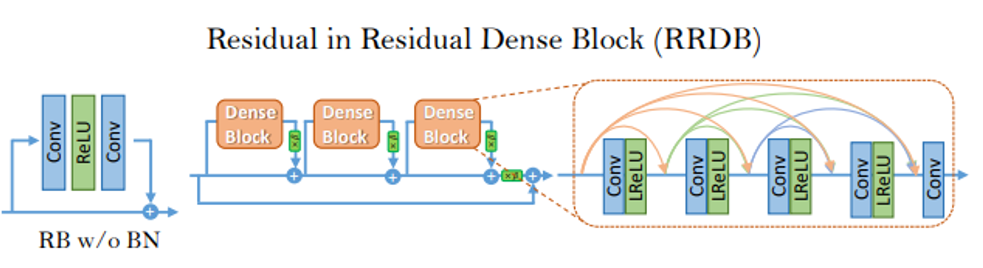 Residual in Residual Dense Block (RRDB)
Conv
ReLU
Conv
RB w/o BN
Dense
Block
×β
Dense
Block
×β
Dense
Block
×β
×β
Conv
LReLU
Conv
LReLU
Conv
LReLU
Conv
LReLU
Conv